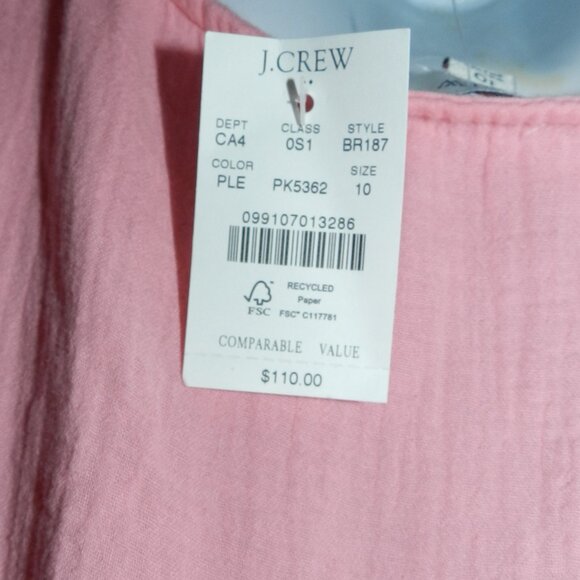 J.CREW
DEPT CLASS STYLE
CA4 0S1 BR187
COLOR SIZE
PLE PK5362 10
099107013286
RECYCLED
Paper
FSC FSC® C117781
COMPARABLE VALUE
$110.00